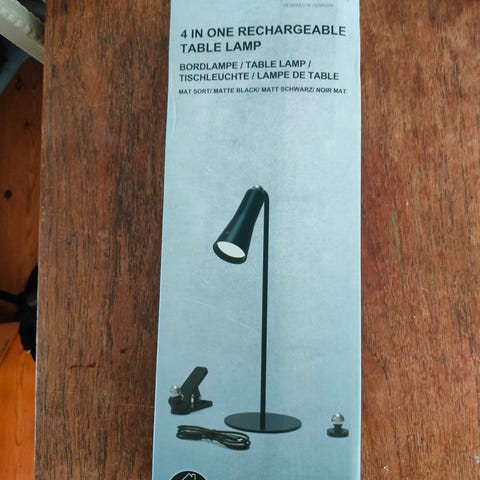 DESIGNED IN DENMARK
4 IN ONE RECHARGEABLE
TABLE LAMP
BORDLAMPE / TABLE LAMP /
TISCHLEUCHTE / LAMPE DE TABLE
MAT SORT/ MATTE BLACK/ MATT SCHWARZ/ NOIR MAT